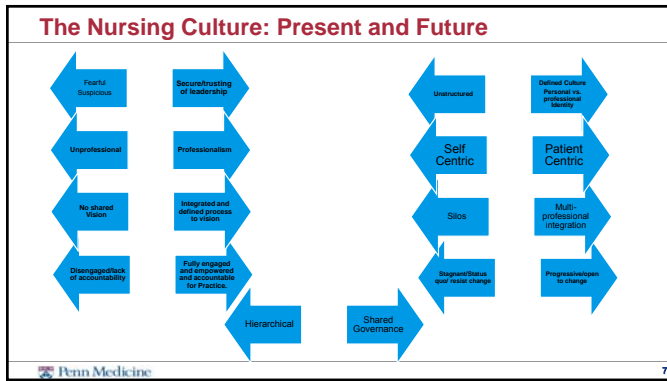 The Nursing Culture: Present and Future
Fearful
Suspicious
Secure/trusting
of leadership
Unprofessional
Professionalism
No shared
Vision
Integrated and
defined process
to vision
Disengaged/lack
of accountability
Fully engaged
and empowered
and accountable
for Practice.
Hierarchical
Shared
Governance
Unstructured
Defined Culture
Personal vs.
professional
Identity
Self
Centric
Patient
Centric
Silos
Multi-
professional
integration
Stagnant/Status
quo/ resist change
Progressive/open
to change
Penn Medicine
7